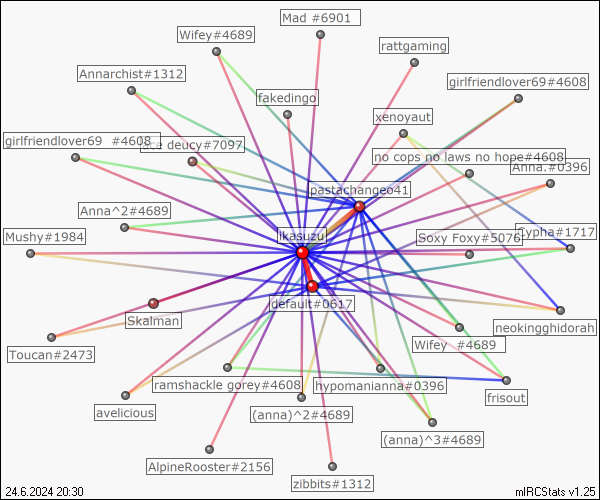 Mad #6901
Wifey#4689
rattgaming
Annarchist#1312
girlfriendlover69#4608
fakedingo
xenoyaut
girlfriendlover69 #4608
deucy#7097
no cops no laws no hope#4608
Anna.#0396
pastachangeo41
Anna^2#4689
Mushy#1984
ikasuzu
Soxy Foxy#5076
Cypha#1717
default#0617
Skalman
neokingghidorah
Toucan#2473
Wifey #4689
ramshackle gorey#4608
hypomanianna#0396
frisout
avelicious
(anna)^2#4689
(anna)^3#4689
AlpineRooster#2156
zibbits#1312
24.6.2024 20:30
mIRCStats v1.25